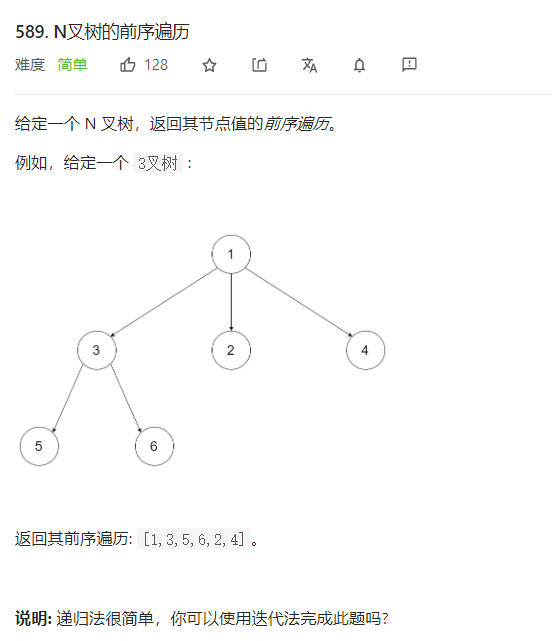 589. N叉树的前序遍历
难度 简单 128
给定一个 N 叉树，返回其节点值的前序遍历。
例如，给定一个 3叉树 :
1
3 2 4
5 6
返回其前序遍历: [1,3,5,6,2,4]。
说明: 递归法很简单，你可以使用迭代法完成此题吗?